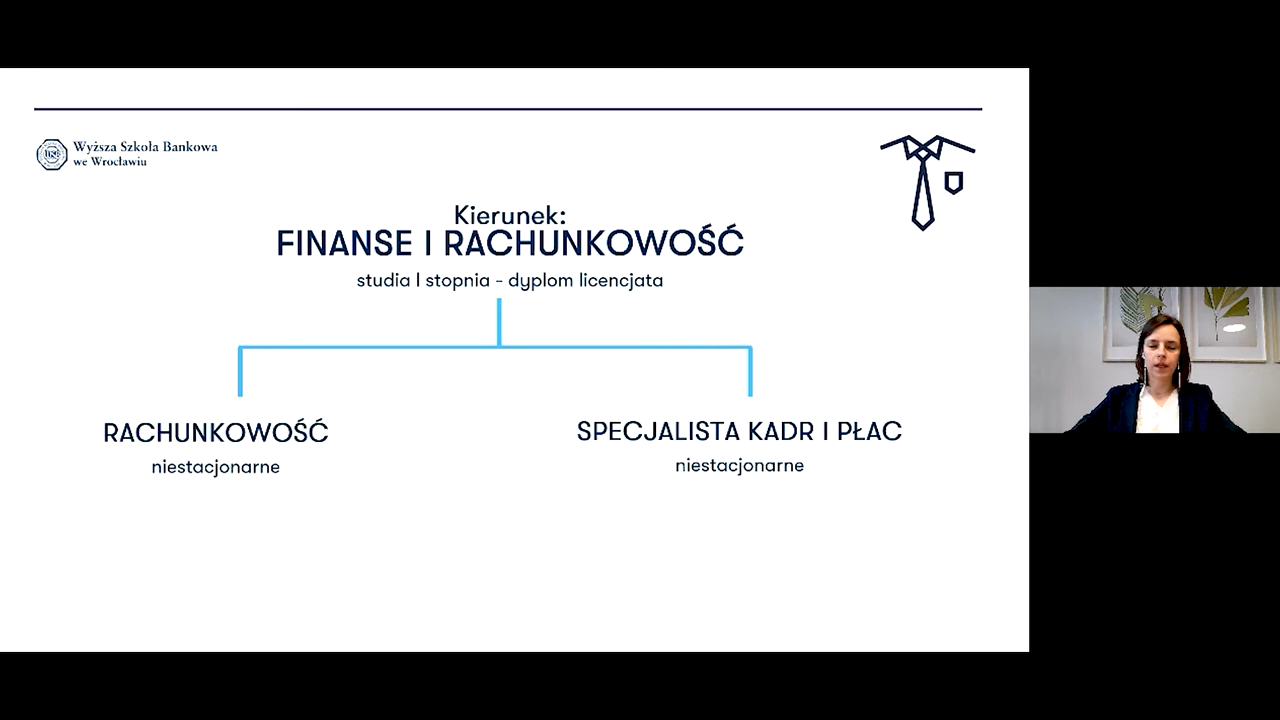 Wyższa Szkoła Bankowa
we Wrocławiu
Kierunek:
FINANSE I RACHUNKOWOŚĆ
studia I stopnia - dyplom licencjata
RACHUNKOWOŚĆ
niestacjonarne
SPECJALISTA KADR I PŁAC
niestacjonarne